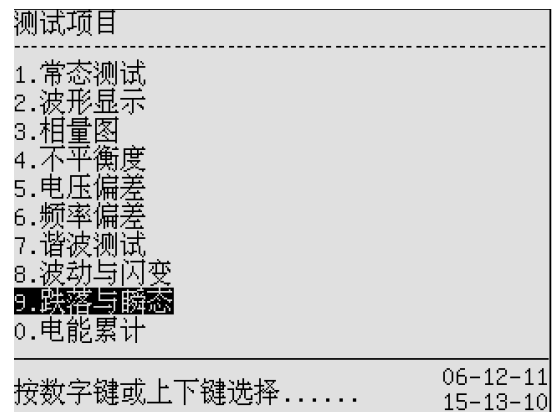 测试项目
1.常态测试
2.波形显示
3.相量图
4.不平衡度
5.电压偏差
6.频率偏差
7.谐波测试
8.波动与闪变
9.跌落与瞬态
0.电能累计
按数字键或上下键选择......
06-12-11
15-13-10